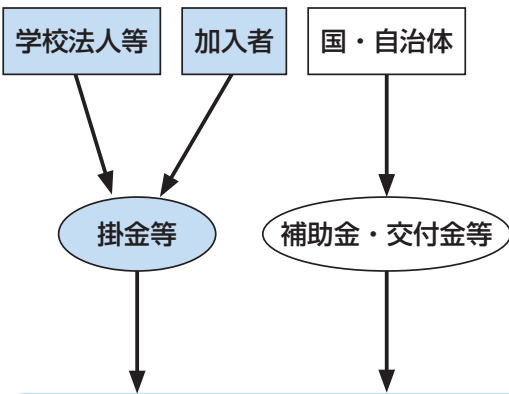 学校法人等
加入者
国・自治体
掛金等
補助金・交付金等